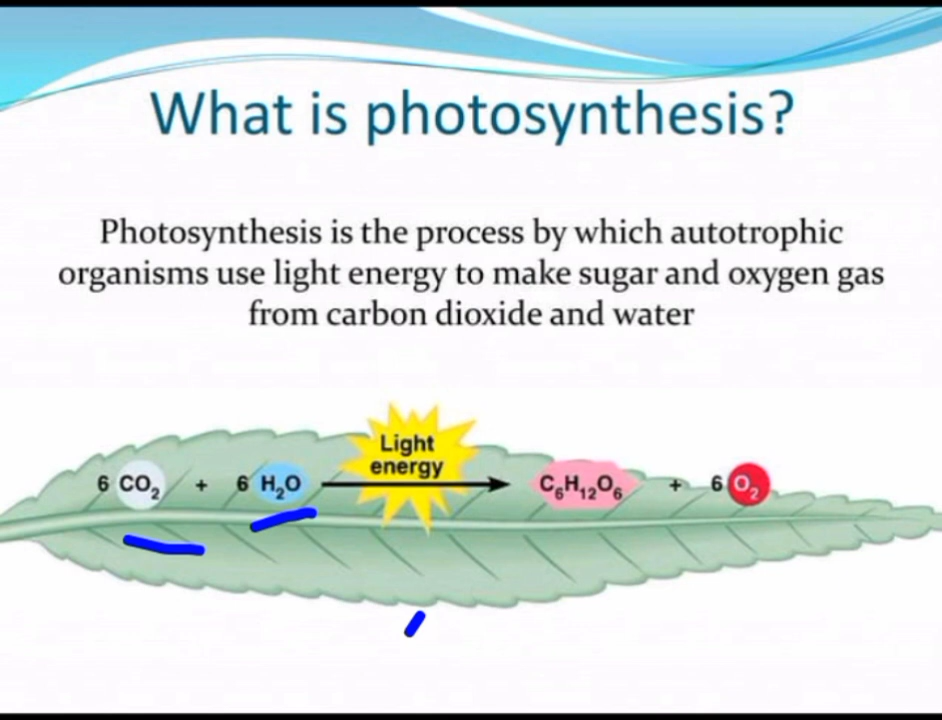 What is photosynthesis?
Photosynthesis is the process by which autotrophic
organisms use light energy to make sugar and oxygen gas
from carbon dioxide and water
Light
energy
6 CO₂ + 6 H₂O → C₆H₁₂O₆ + 6 O₂